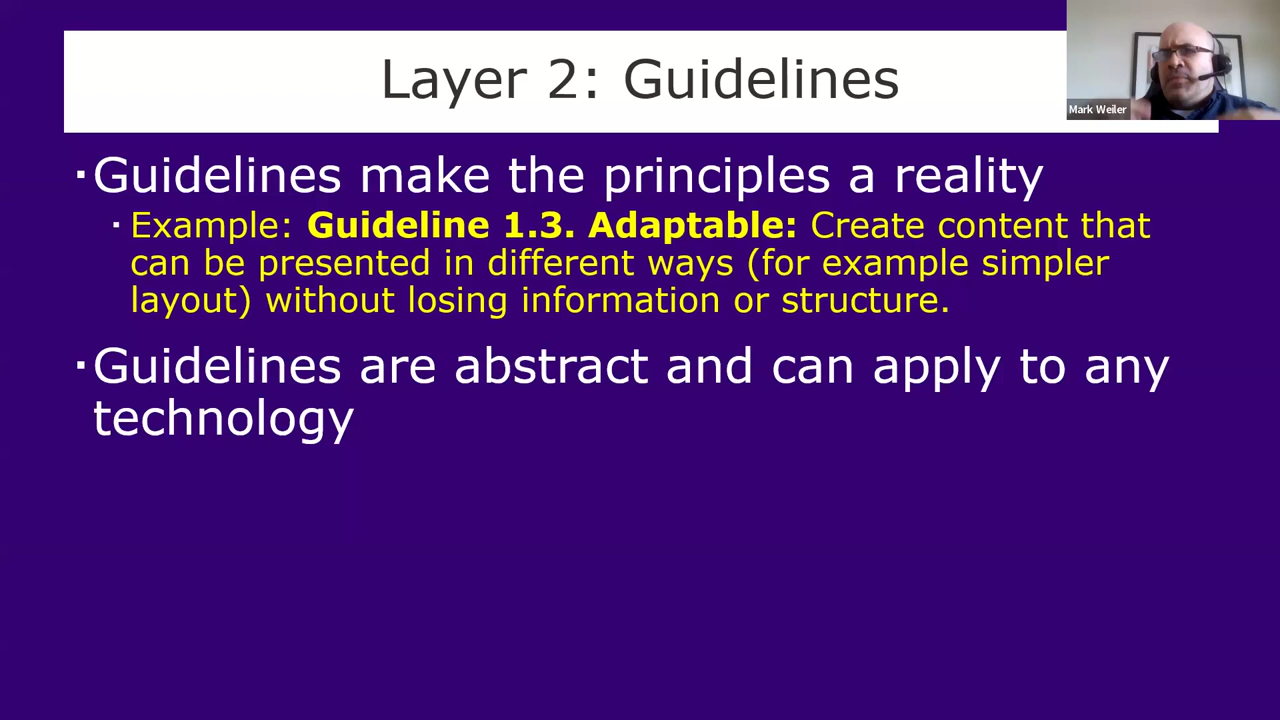 Layer 2: Guidelines
Mark Weiler
▪Guidelines make the principles a reality
▪Example: Guideline 1.3. Adaptable: Create content that
can be presented in different ways (for example simpler
layout) without losing information or structure.
▪Guidelines are abstract and can apply to any
technology